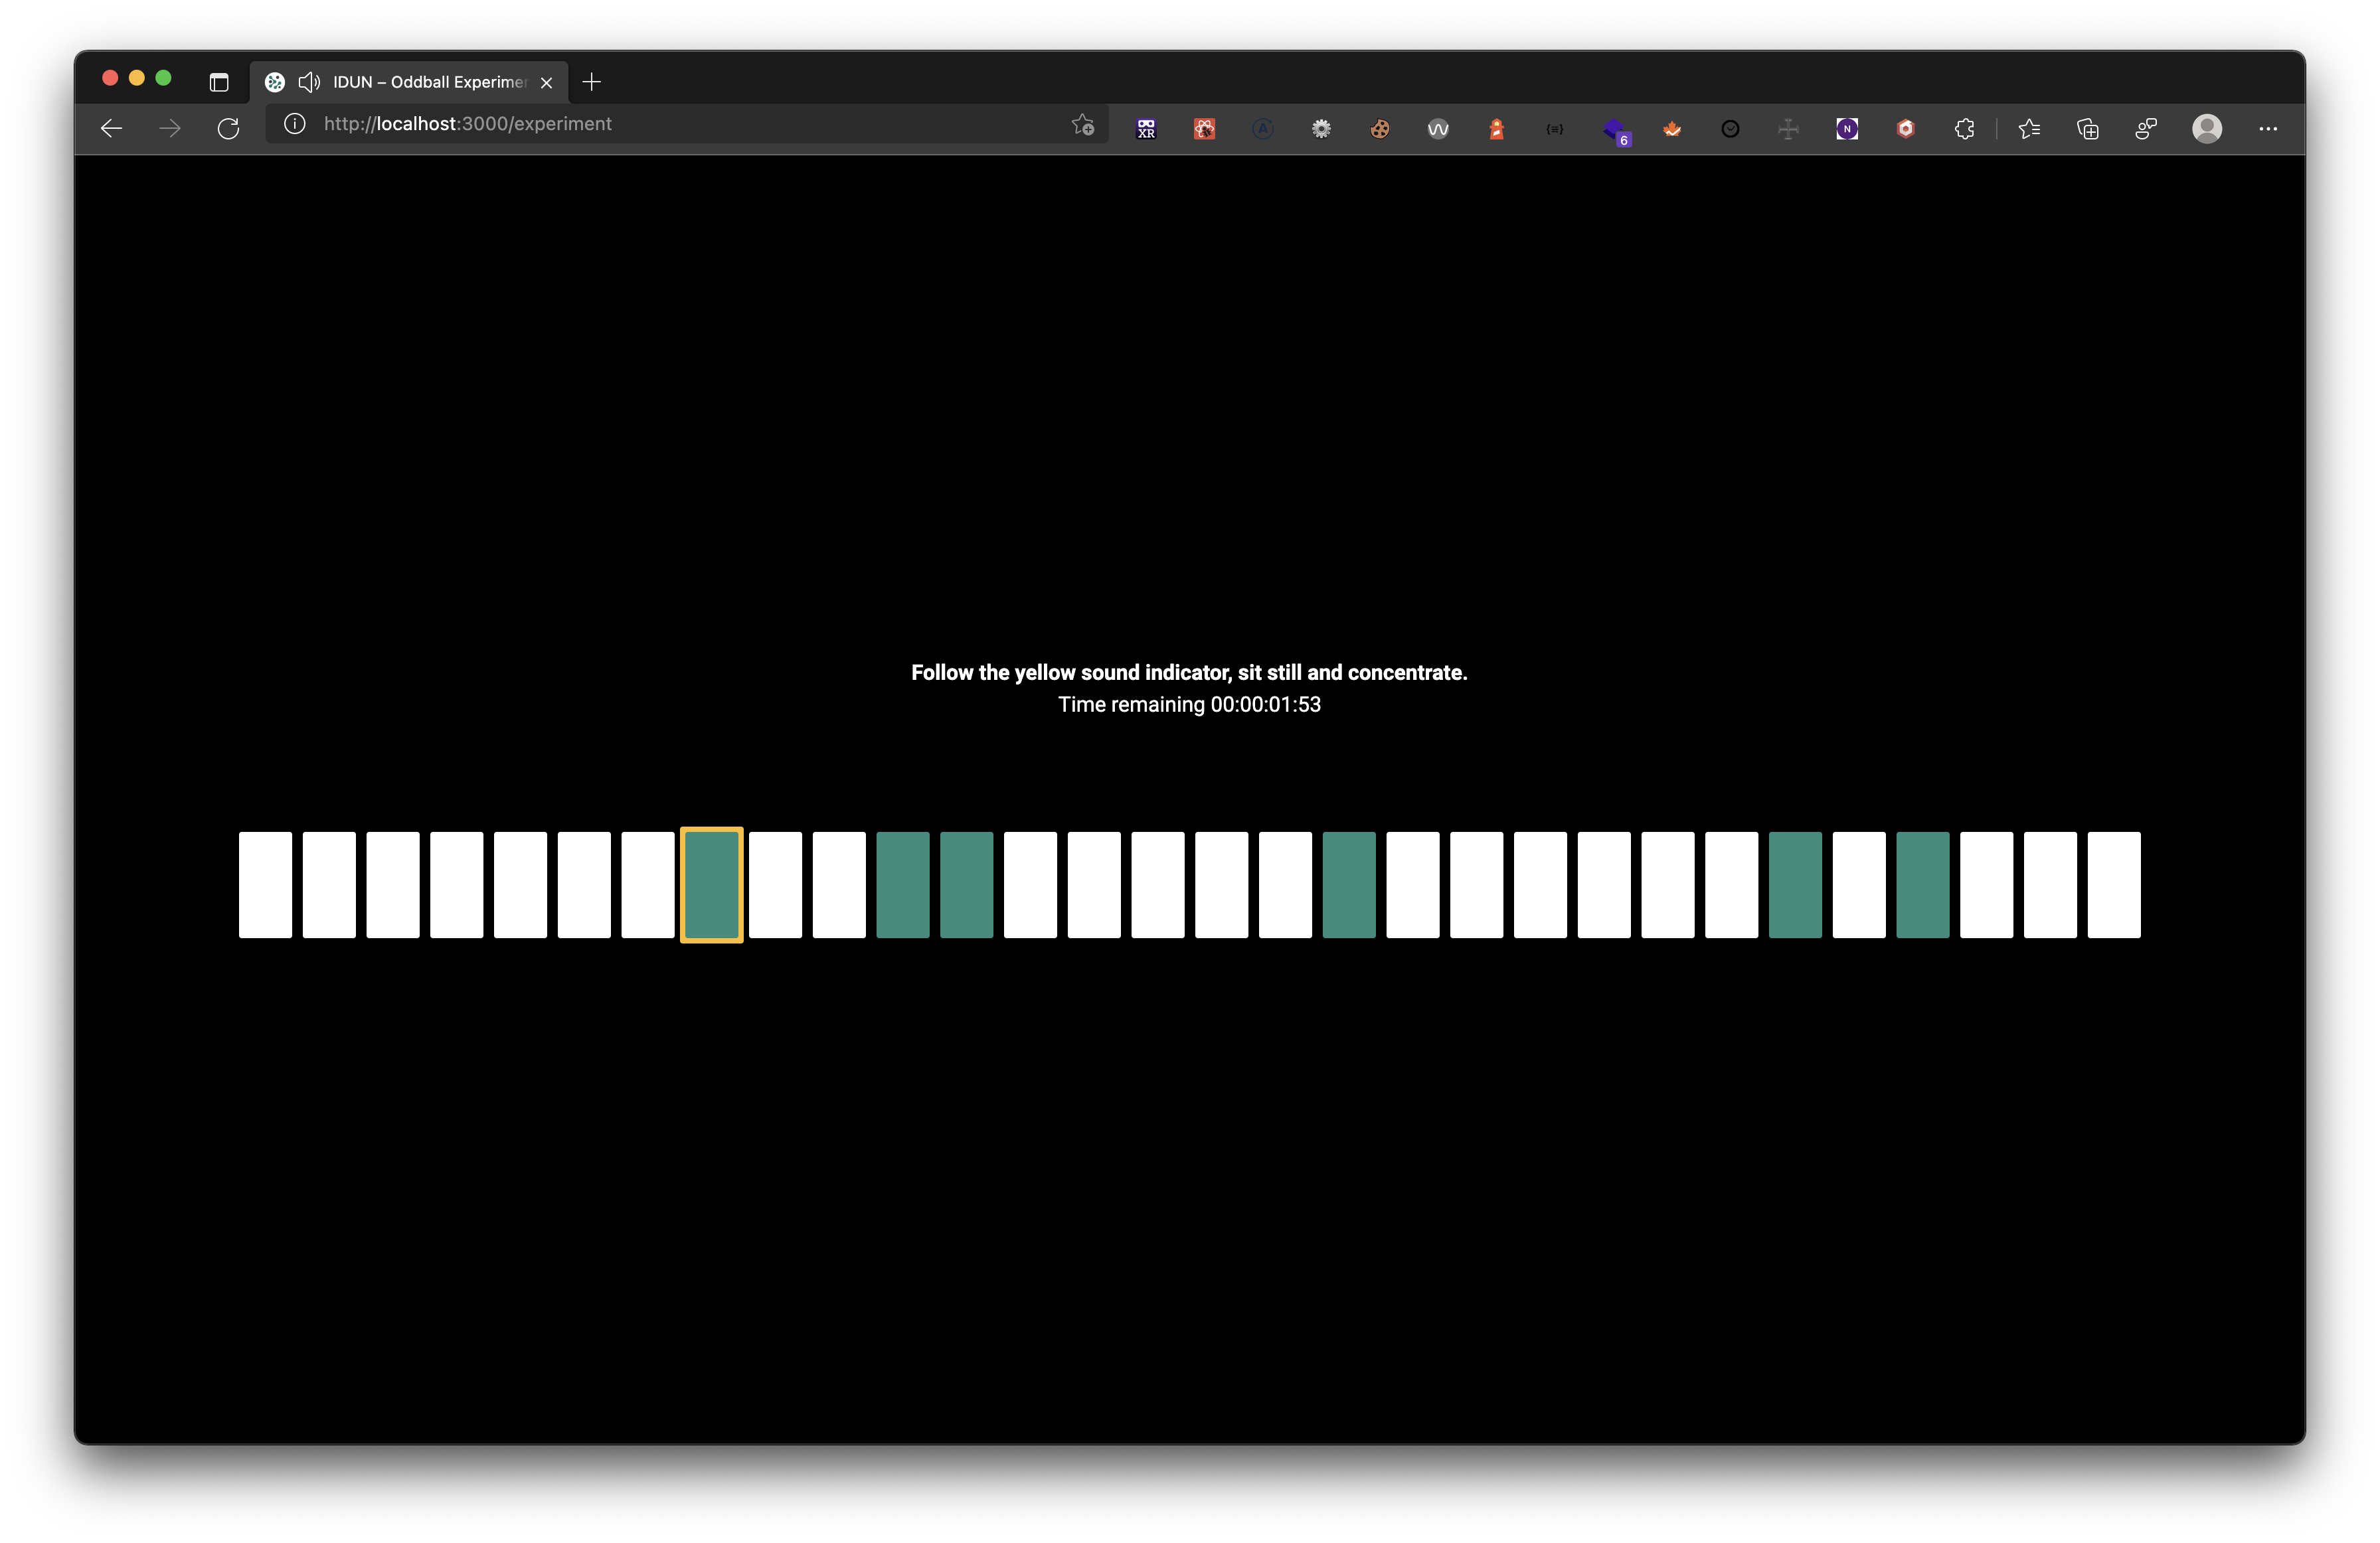 IDUN – Oddball Experimen
http://localhost:3000/experiment
XR
A
{≡}
6
N
Follow the yellow sound indicator, sit still and concentrate.
Time remaining 00:00:01:53